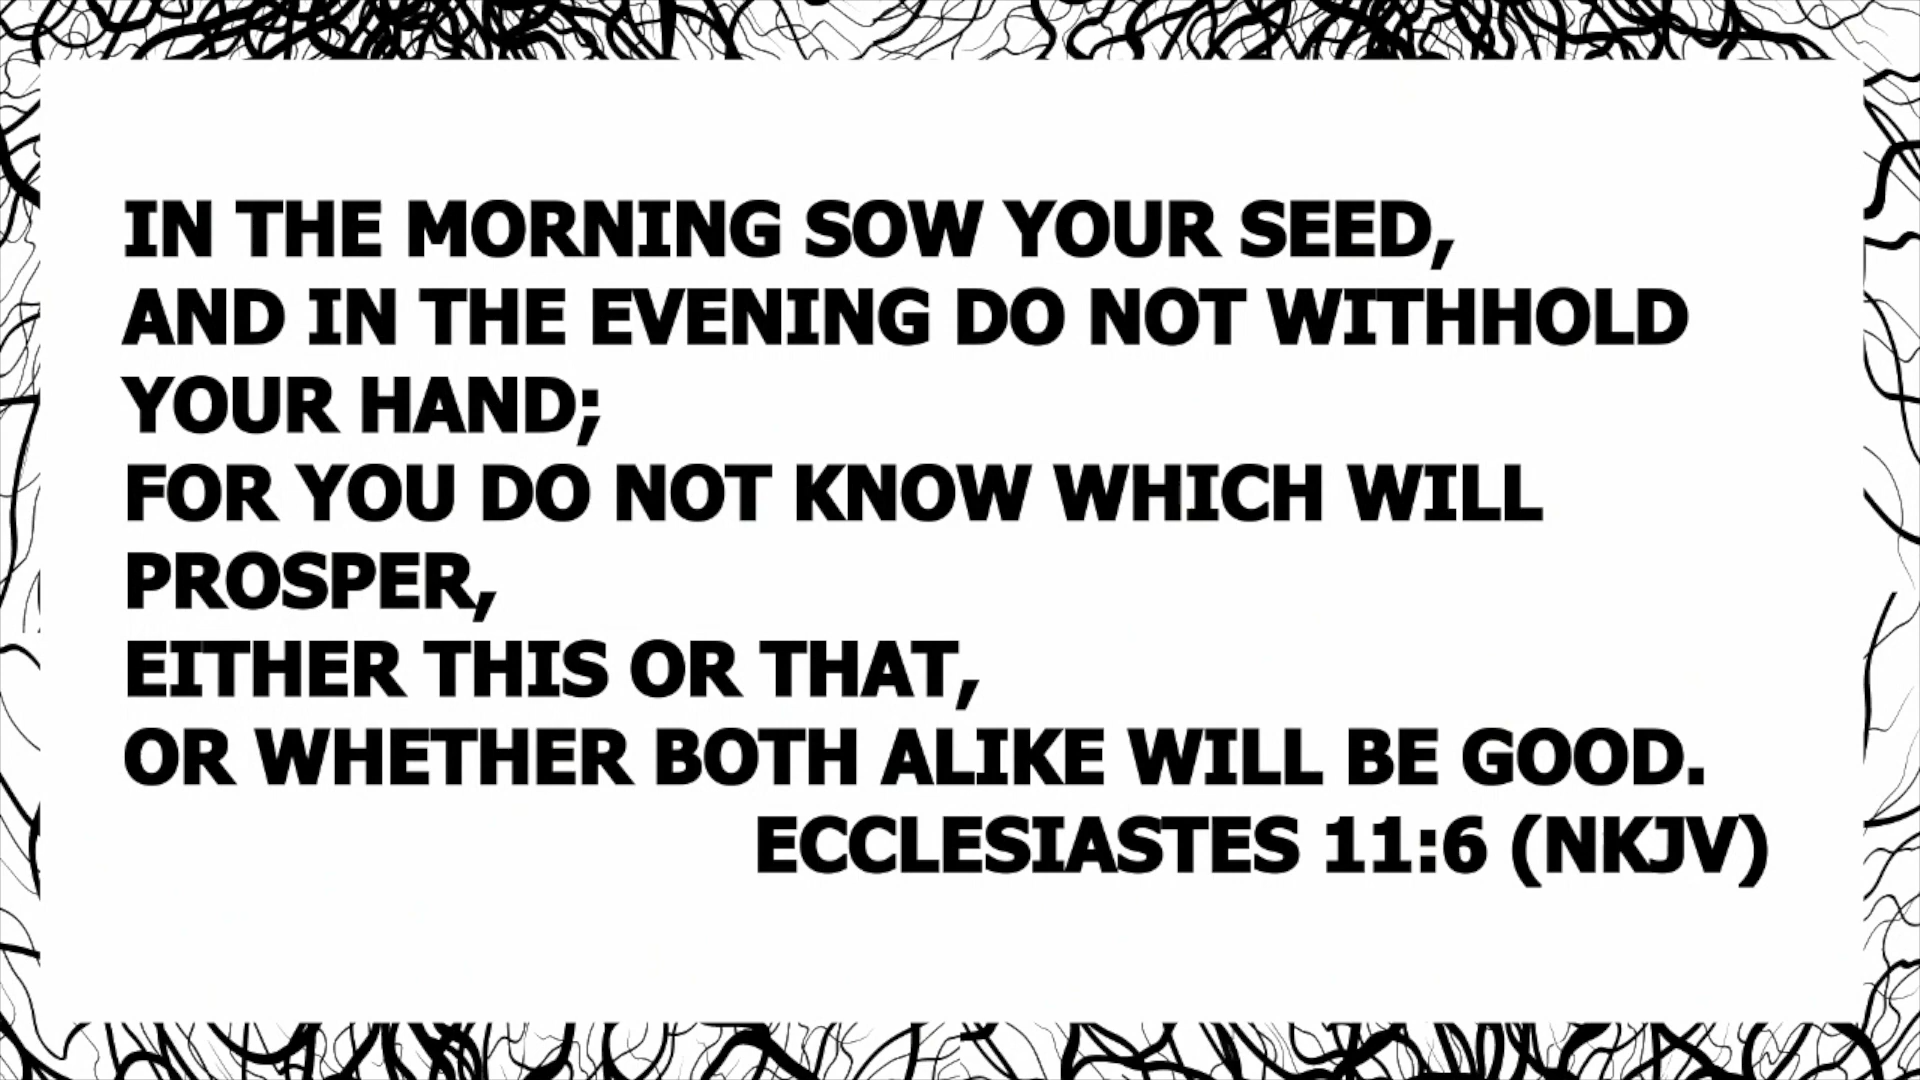 IN THE MORNING SOW YOUR SEED,
AND IN THE EVENING DO NOT WITHHOLD
YOUR HAND;
FOR YOU DO NOT KNOW WHICH WILL
PROSPER,
EITHER THIS OR THAT,
OR WHETHER BOTH ALIKE WILL BE GOOD.
ECCLESIASTES 11:6 (NKJV)